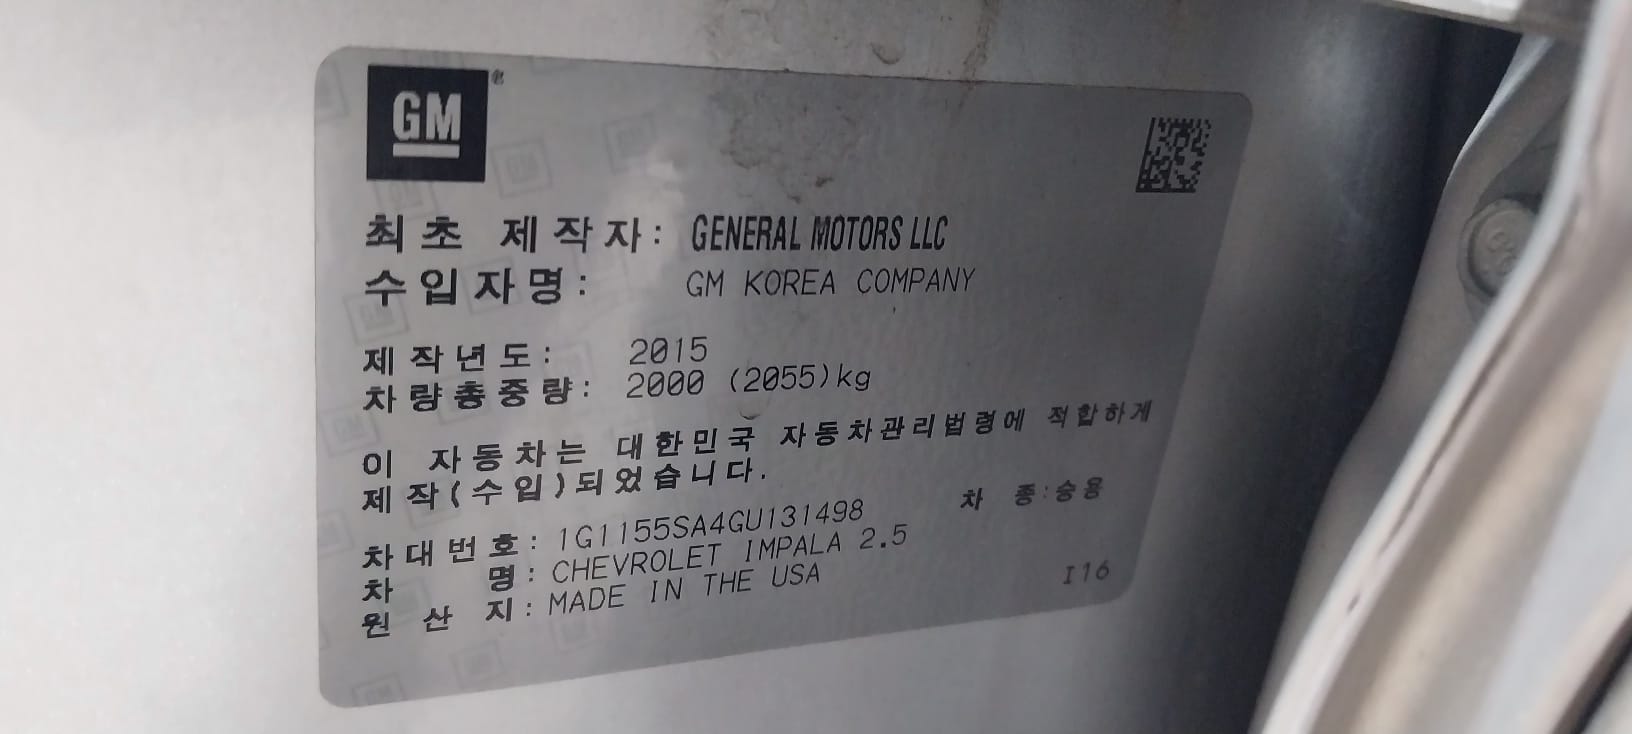 GM
최초 제작자: GENERAL MOTORS LLC
수입자명: GM KOREA COMPANY
제작년도: 2015
차량총중량: 2000 (2055)kg
이 자동차는 대한민국 자동차관리법령에 적합하게
제작(수입)되었습니다.
차대번호: 1G1155SA4GU131498 차 종:승용
차 명: CHEVROLET IMPALA 2.5
원 산 지: MADE IN THE USA I16